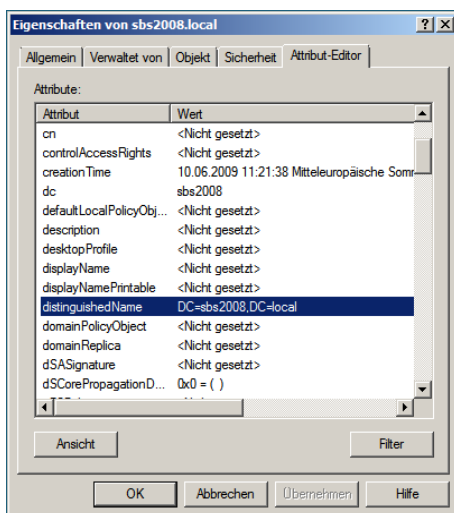 Eigenschaften von sbs2008.local
Allgemein Verwaltet von Objekt Sicherheit Attribut-Editor
Attribute:
Attribut Wert
cn <Nicht gesetzt>
controlAccessRights <Nicht gesetzt>
creationTime 10.06.2009 11:21:38 Mitteleuropäische Somr
dc sbs2008
defaultLocalPolicyObj... <Nicht gesetzt>
description <Nicht gesetzt>
desktopProfile <Nicht gesetzt>
displayName <Nicht gesetzt>
displayNamePrintable <Nicht gesetzt>
distinguishedName DC=sbs2008,DC=local
domainPolicyObject <Nicht gesetzt>
domainReplica <Nicht gesetzt>
dSASignature <Nicht gesetzt>
dSCorePropagationD... 0x0 = ( )
Ansicht Filter
OK Abbrechen Übernehmen Hilfe